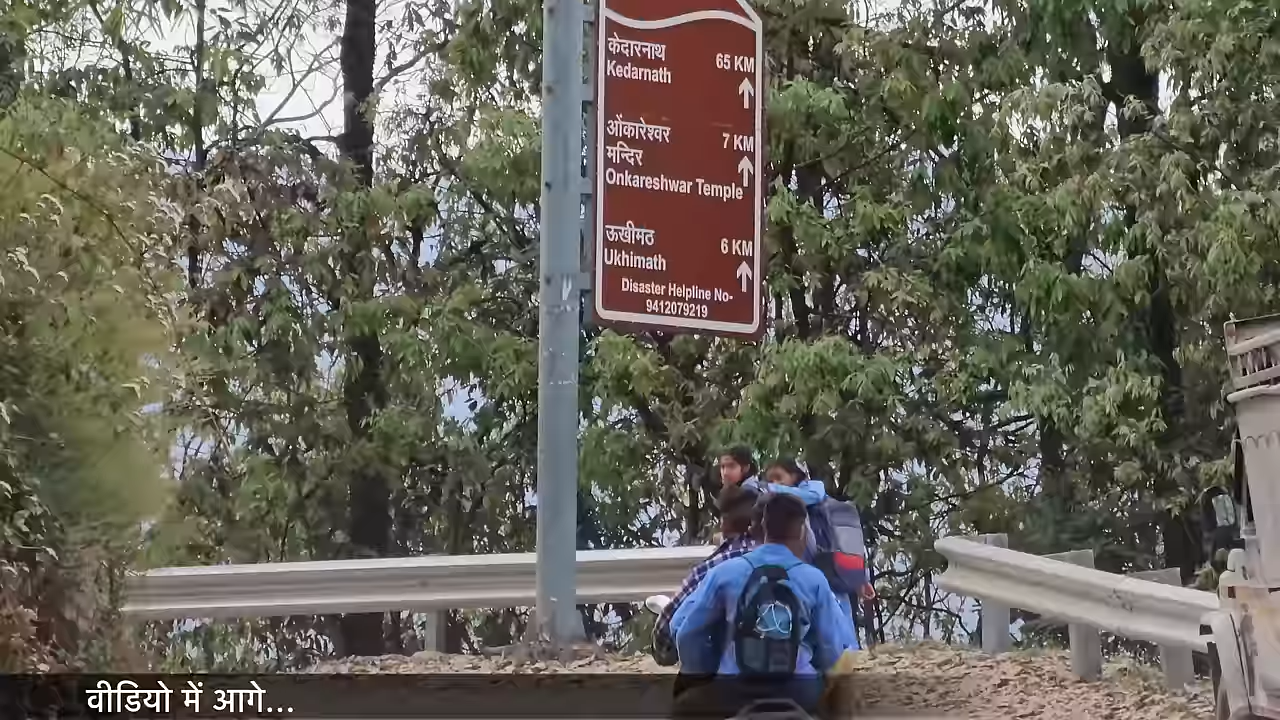 केदारनाथ
Kedarnath 65 KM
ओंकारेश्वर
मन्दिर 7 KM
Onkareshwar Temple
ऊखीमठ
Ukhimath 6 KM
Disaster Helpline No-
9412079219
वीडियो में आगे...